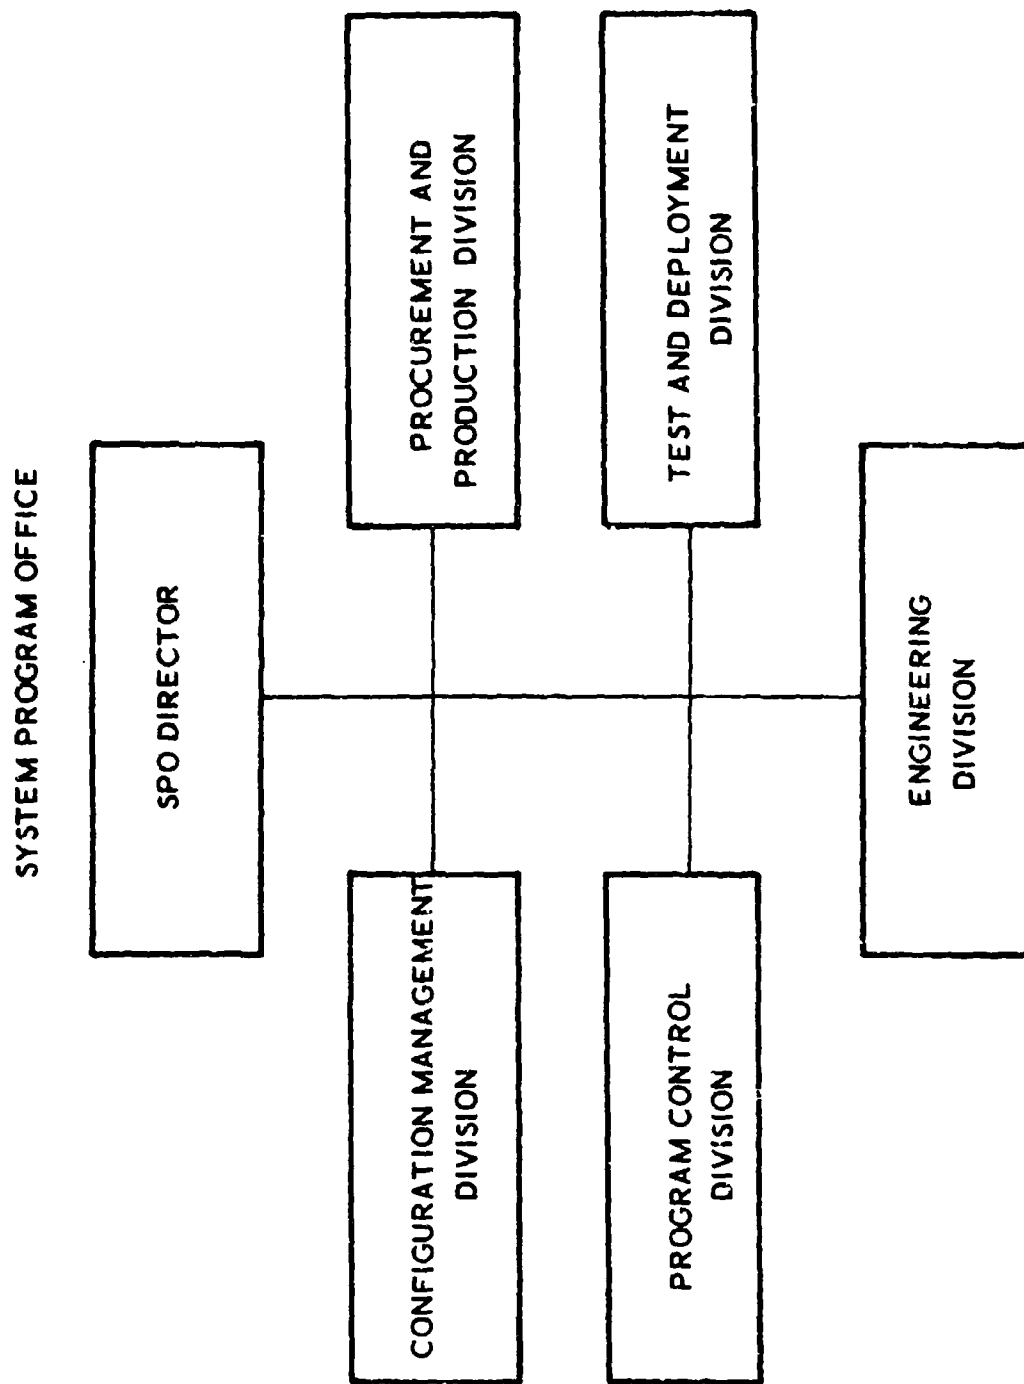 SYSTEM PROGRAM OFFICE
SPO DIRECTOR
CONFIGURATION MANAGEMENT
DIVISION
PROCUREMENT AND
PRODUCTION DIVISION
PROGRAM CONTROL
DIVISION
TEST AND DEPLOYMENT
DIVISION
ENGINEERING
DIVISION